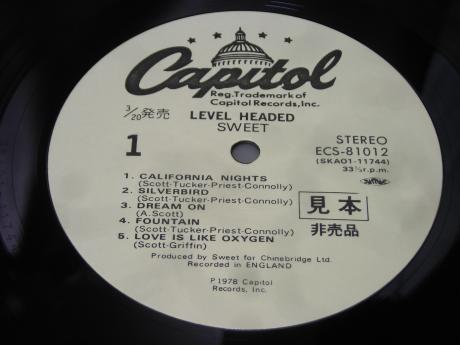 Capitol
Reg. Trademark of
Capitol Records, Inc.
3/20発売
LEVEL HEADED
SWEET
1
STEREO
ECS-81012
(SKAO1-11744)
33⅓ r.p.m.
1. CALIFORNIA NIGHTS
(Scott-Tucker-Priest-Connolly)
2. SILVERBIRD
(Scott-Tucker-Priest-Connolly)
3. DREAM ON
(A.Scott)
4. FOUNTAIN
(Scott-Tucker-Priest-Connolly)
5. LOVE IS LIKE OXYGEN
(Scott-Griffin)
見本
非売品
Produced by Sweet for Chinebridge Ltd.
Recorded in ENGLAND
P 1978 Capitol
Records, Inc.